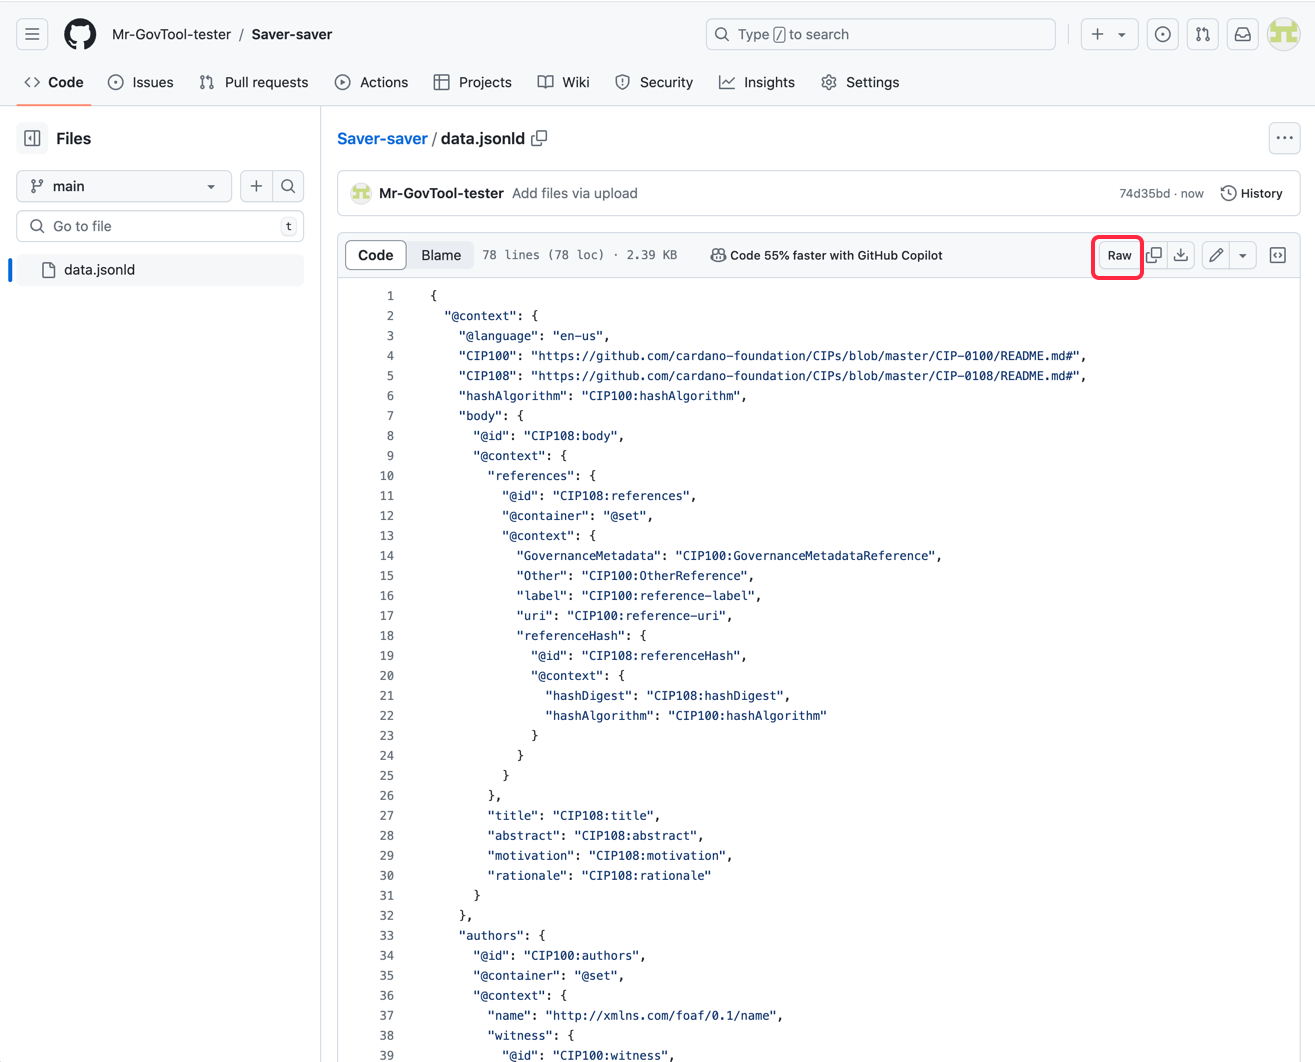 Mr-GovTool-tester / Saver-saver
Type / to search
Code Issues Pull requests Actions Projects Wiki Security Insights Settings
Files
main
Go to file t
data.jsonld
Saver-saver / data.jsonld
Mr-GovTool-tester Add files via upload 74d35bd · now History
Code Blame 78 lines (78 loc) · 2.39 KB Code 55% faster with GitHub Copilot Raw
1 {
2 "@context": {
3 "@language": "en-us",
4 "CIP100": "https://github.com/cardano-foundation/CIPs/blob/master/CIP-0100/README.md#",
5 "CIP108": "https://github.com/cardano-foundation/CIPs/blob/master/CIP-0108/README.md#",
6 "hashAlgorithm": "CIP100:hashAlgorithm",
7 "body": {
8 "@id": "CIP108:body",
9 "@context": {
10 "references": {
11 "@id": "CIP108:references",
12 "@container": "@set",
13 "@context": {
14 "GovernanceMetadata": "CIP100:GovernanceMetadataReference",
15 "Other": "CIP100:OtherReference",
16 "label": "CIP100:reference-label",
17 "uri": "CIP100:reference-uri",
18 "referenceHash": {
19 "@id": "CIP108:referenceHash",
20 "@context": {
21 "hashDigest": "CIP108:hashDigest",
22 "hashAlgorithm": "CIP100:hashAlgorithm"
23 }
24 }
25 }
26 },
27 "title": "CIP108:title",
28 "abstract": "CIP108:abstract",
29 "motivation": "CIP108:motivation",
30 "rationale": "CIP108:rationale"
31 }
32 },
33 "authors": {
34 "@id": "CIP100:authors",
35 "@container": "@set",
36 "@context": {
37 "name": "http://xmlns.com/foaf/0.1/name",
38 "witness": {
39 "@id": "CIP100:witness",